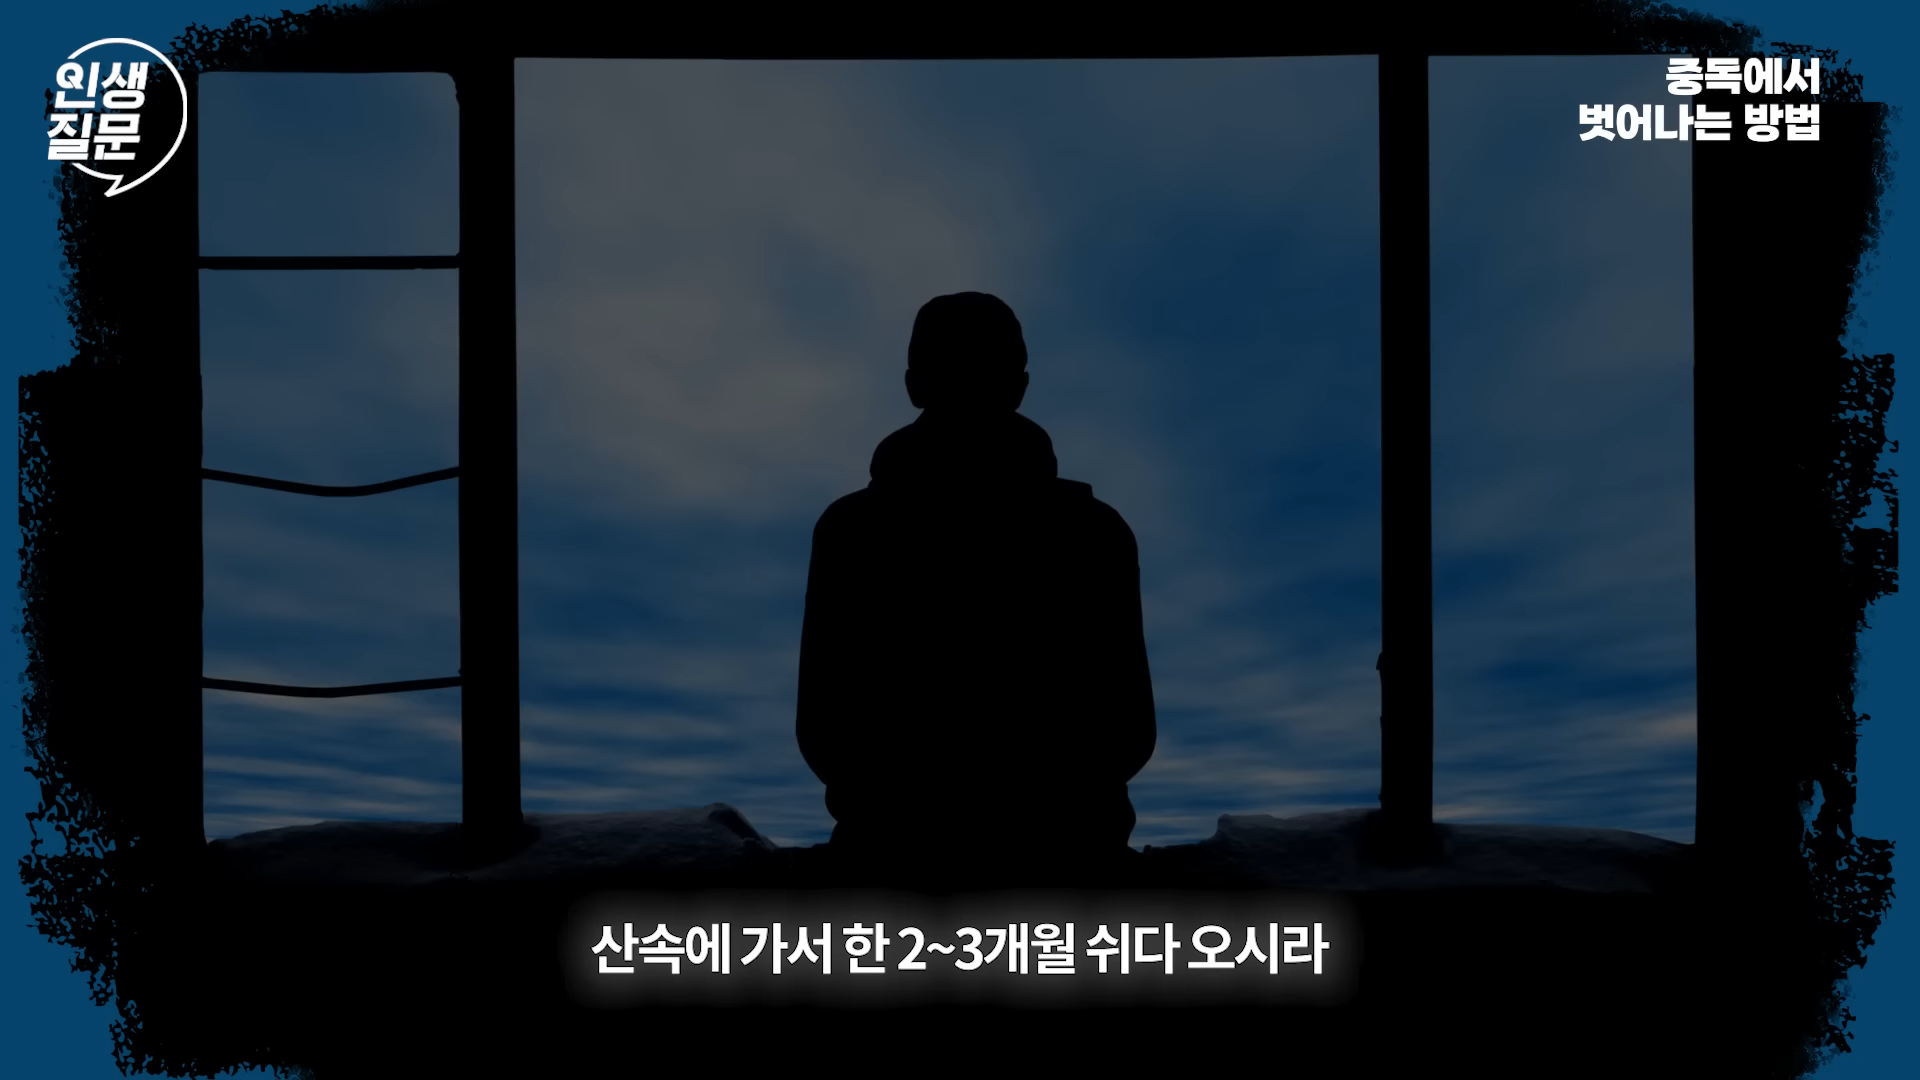 인생
질문
중독에서
벗어나는 방법
산속에 가서 한 2~3개월 쉬다 오시라